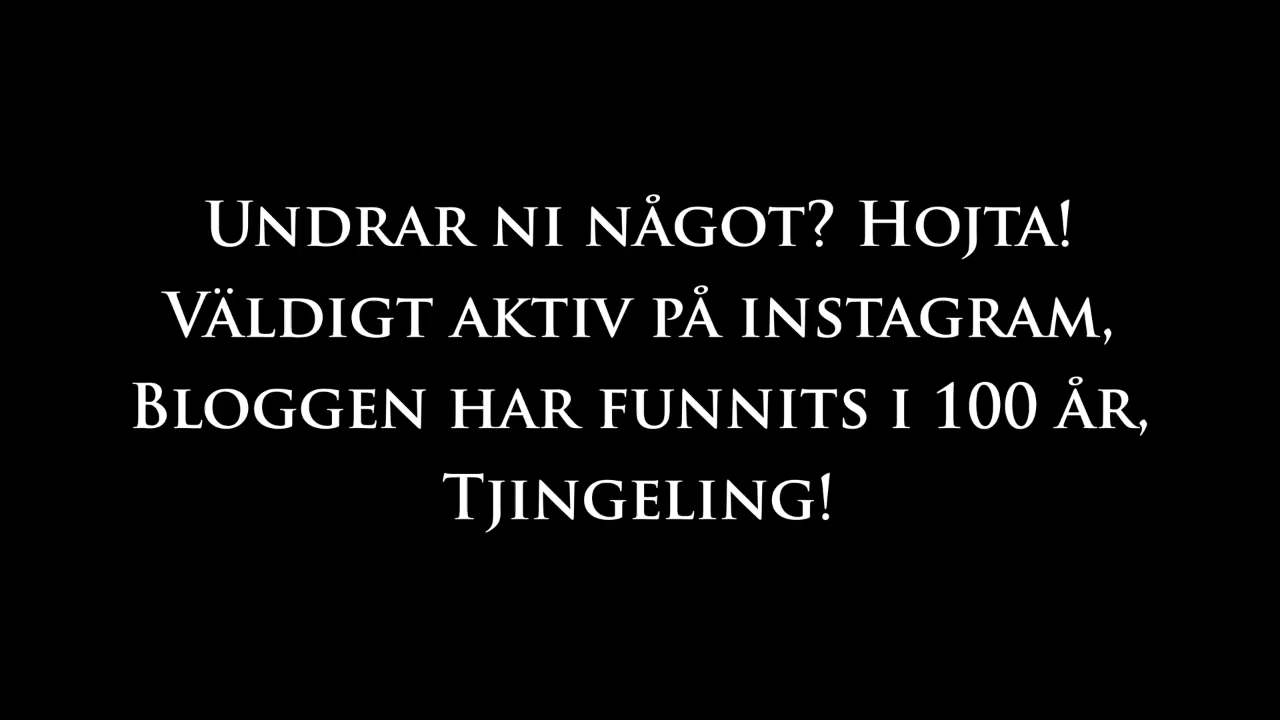 Undrar ni något? Hojta!
Väldigt aktiv på instagram,
Bloggen har funnits i 100 år,
Tjingeling!